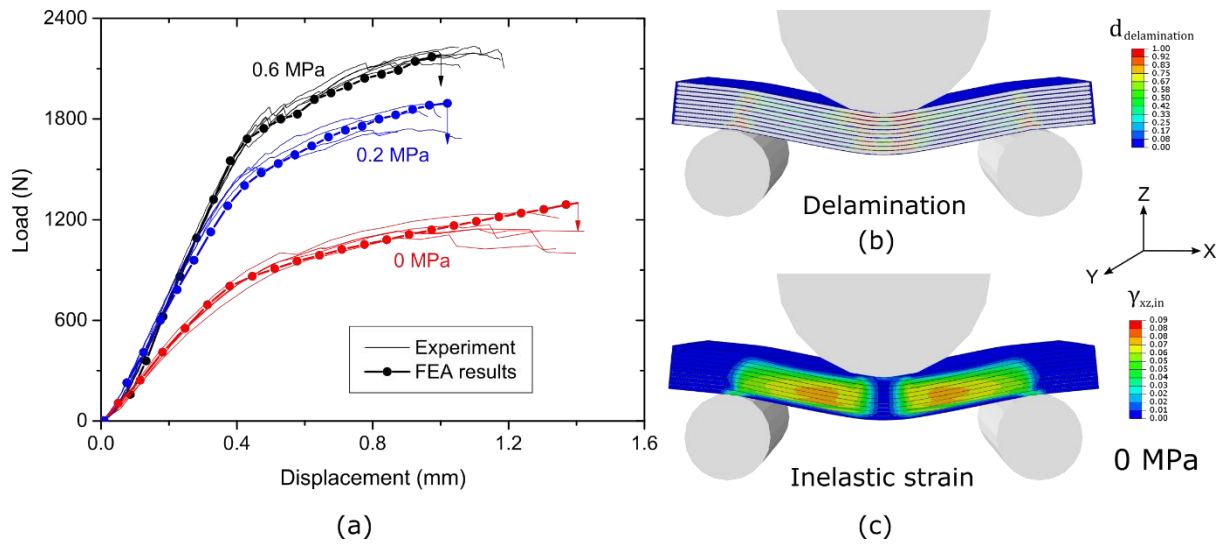 2400
1800
1200
600
0
Load (N)
0.6 MPa
0.2 MPa
0 MPa
Experiment
FEA results
0.0
0.4
0.8
1.2
1.6
Displacement (mm)
(a)
d delamination
1.00
0.92
0.83
0.75
0.67
0.58
0.50
0.42
0.33
0.25
0.17
0.08
0.00
Delamination
(b)
Z
X
Y
γxz,in
0.09
0.08
0.07
0.07
0.06
0.05
0.04
0.04
0.03
0.02
0.01
0.01
0.00
Inelastic strain
0 MPa
(c)